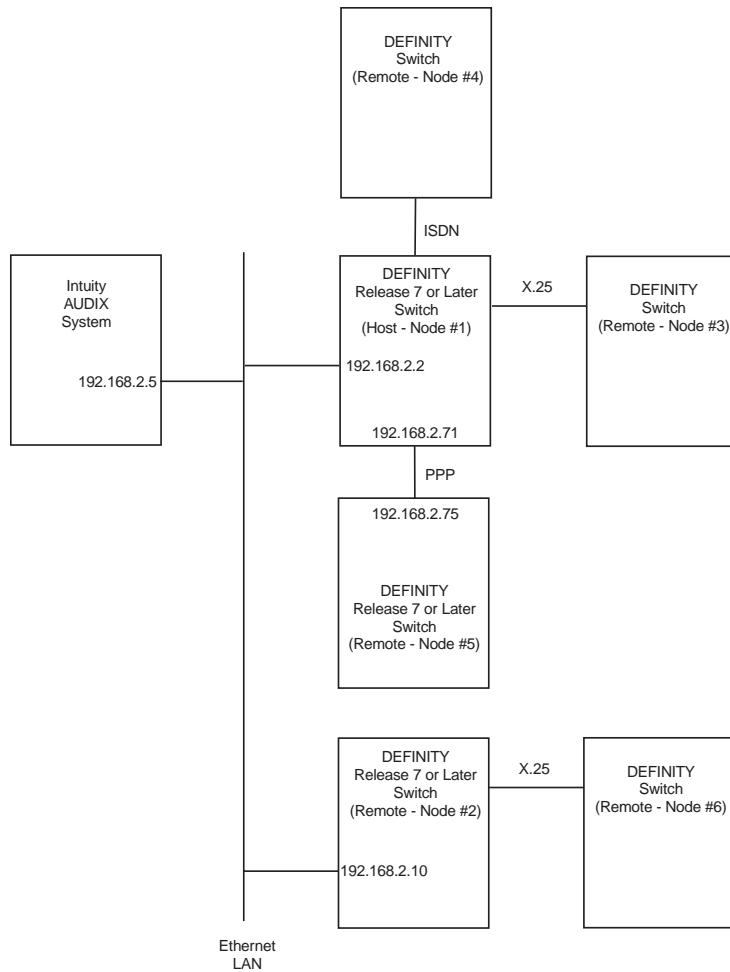 DEFINITY
Switch
(Remote - Node #4)
ISDN
Intuity
AUDIX
System
192.168.2.5
DEFINITY
Release 7 or Later
Switch
(Host - Node #1)
192.168.2.2
192.168.2.71
X.25
DEFINITY
Switch
(Remote - Node #3)
PPP
192.168.2.75
DEFINITY
Release 7 or Later
Switch
(Remote - Node #5)
DEFINITY
Release 7 or Later
Switch
(Remote - Node #2)
192.168.2.10
X.25
DEFINITY
Switch
(Remote - Node #6)
Ethernet
LAN